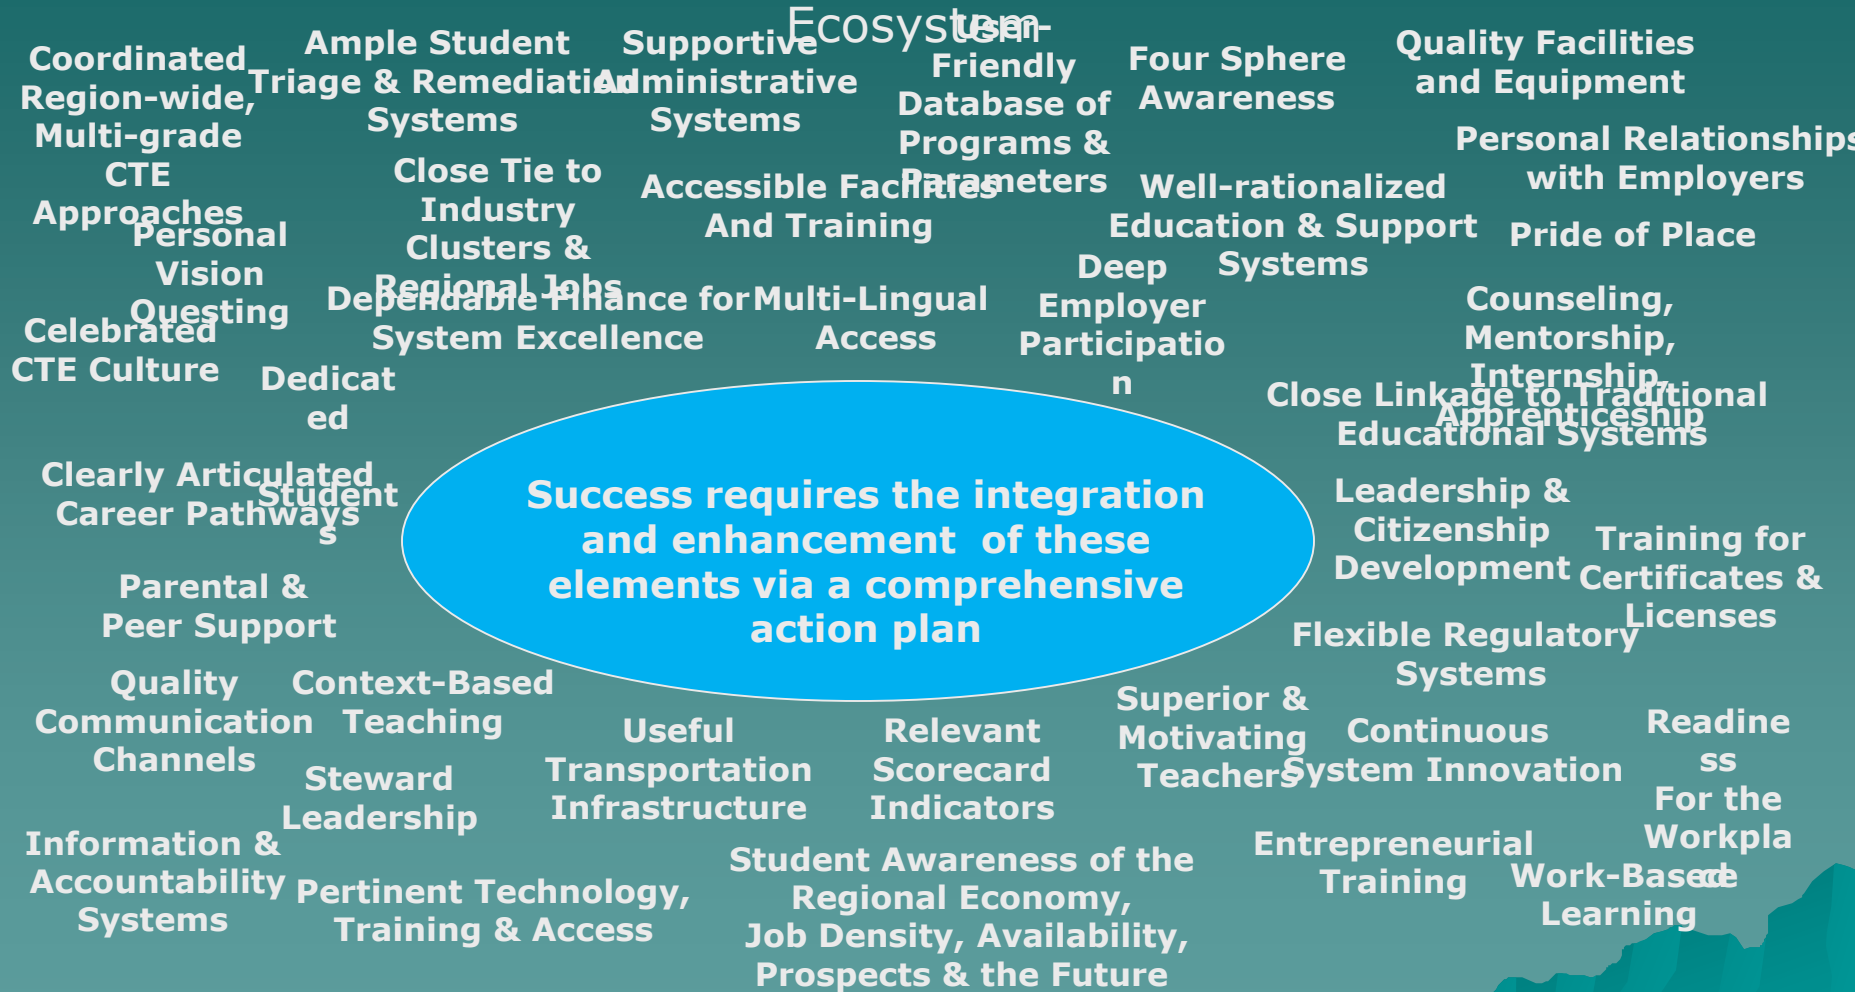 Ecosystem
Coordinated
Region-wide,
Multi-grade
CTE
Approaches
Ample Student
Triage & Remediation
Systems
Supportive
Administrative
Systems
User-
Friendly
Database of
Programs &
Parameters
Four Sphere
Awareness
Quality Facilities
and Equipment
Personal Relationships
with Employers
Close Tie to
Industry
Clusters &
Regional Jobs
Accessible Facilities
And Training
Well-rationalized
Education & Support
Systems
Pride of Place
Personal
Vision
Questing
Dependable Finance for
System Excellence
Multi-Lingual
Access
Deep
Employer
Participatio
n
Counseling,
Mentorship,
Internship,
Apprenticeship
Celebrated
CTE Culture
Dedicat
ed
Student
s
Close Linkage to Traditional
Educational Systems
Clearly Articulated
Career Pathways
Success requires the integration
and enhancement  of these
elements via a comprehensive
action plan
Leadership &
Citizenship
Development
Training for
Certificates &
Licenses
Parental &
Peer Support
Flexible Regulatory
Systems
Quality
Communication
Channels
Context-Based
Teaching
Useful
Transportation
Infrastructure
Relevant
Scorecard
Indicators
Superior &
Motivating
Teachers
Continuous
System Innovation
Readine
ss
For the
Workpla
ce
Steward
Leadership
Information &
Accountability
Systems
Pertinent Technology,
Training & Access
Student Awareness of the
Regional Economy,
Job Density, Availability,
Prospects & the Future
Entrepreneurial
Training
Work-Based
Learning